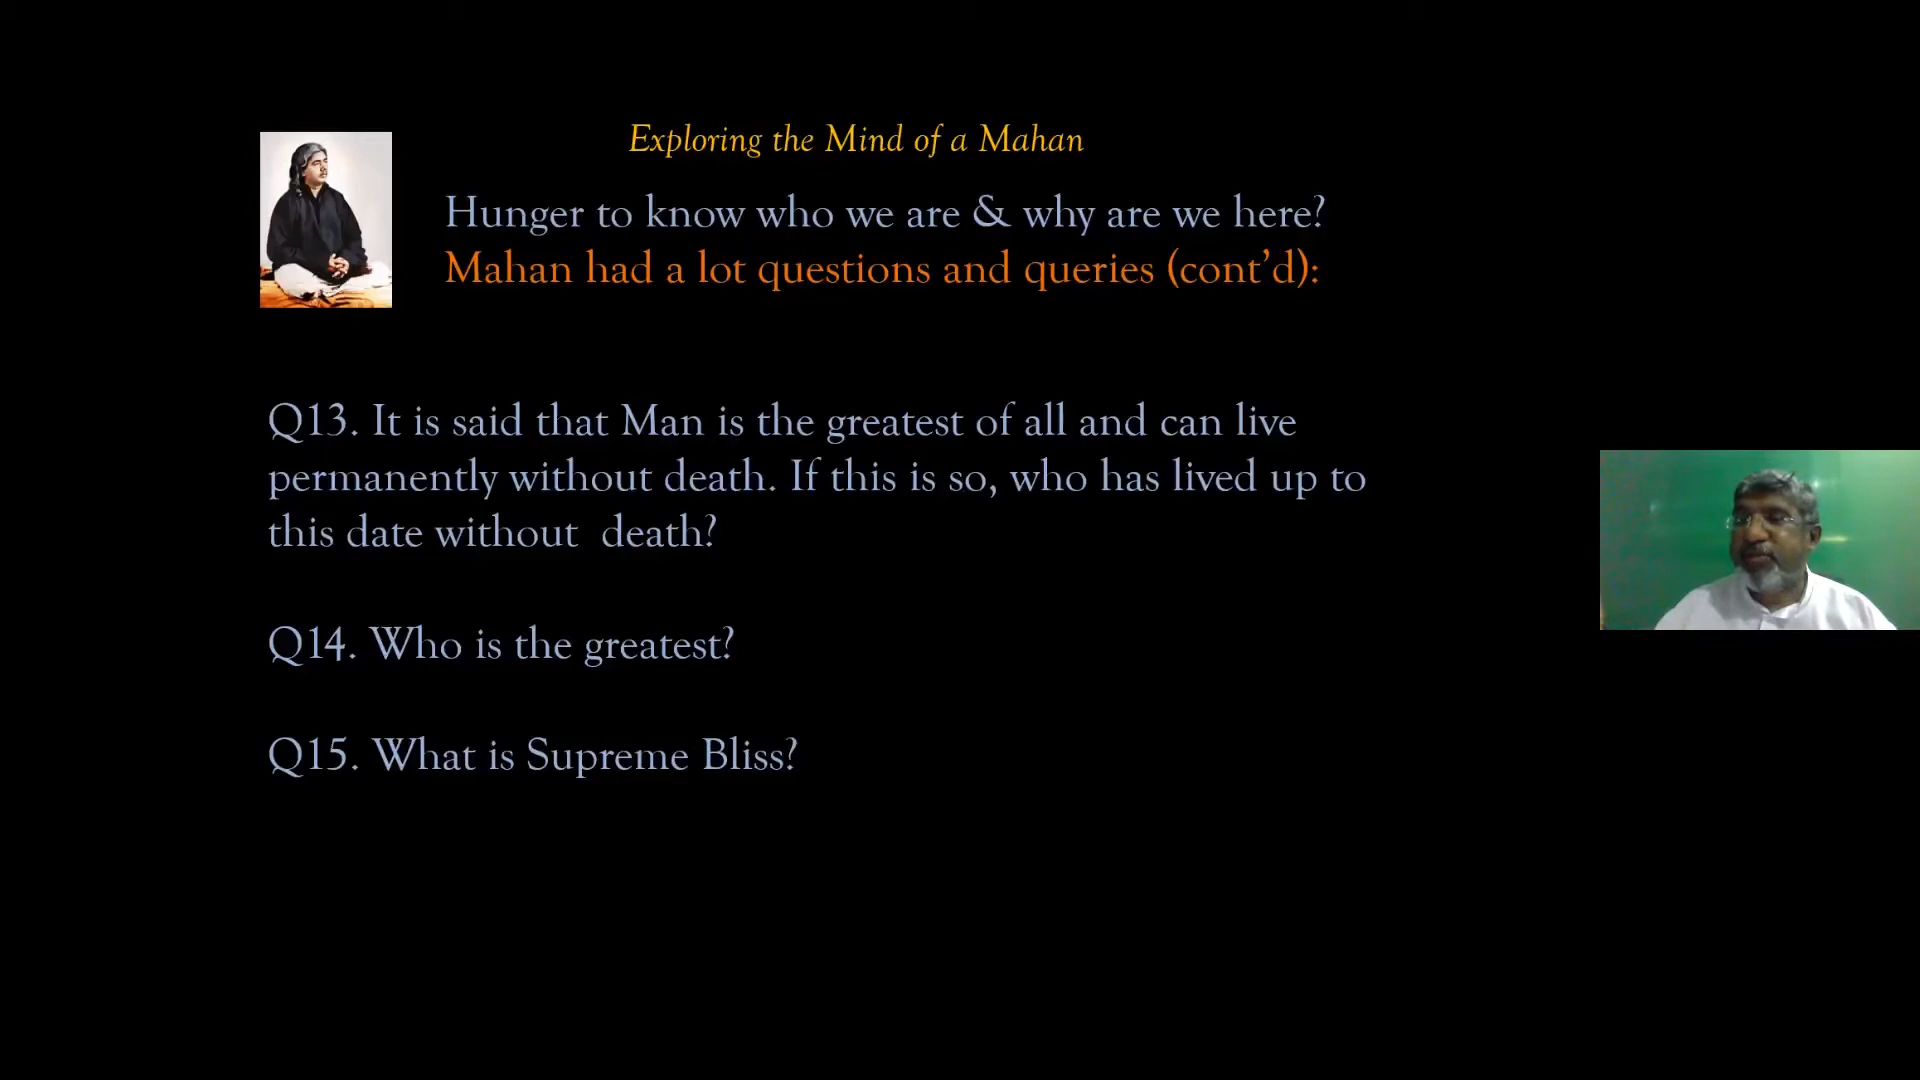 Exploring the Mind of a Mahan
Hunger to know who we are & why are we here?
Mahan had a lot questions and queries (cont’d):
Q13. It is said that Man is the greatest of all and can live
permanently without death. If this is so, who has lived up to
this date without  death?
Q14. Who is the greatest?
Q15. What is Supreme Bliss?